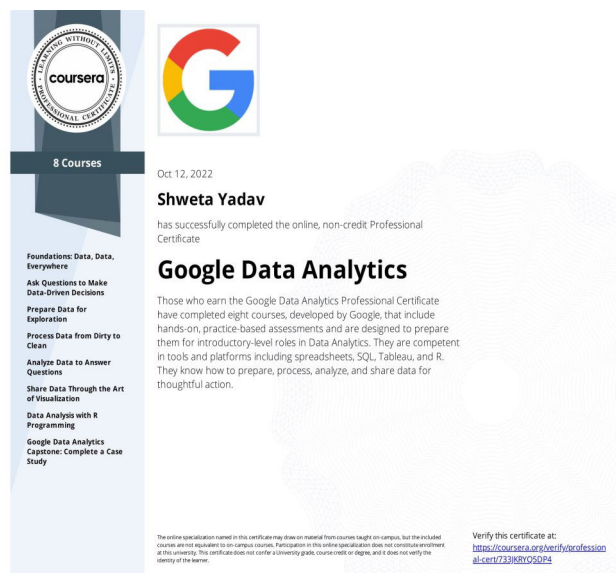 LEARNING WITHOUT LIMITS
coursera
PROFESSIONAL CERTIFICATE
8 Courses
Foundations: Data, Data,
Everywhere
Ask Questions to Make
Data-Driven Decisions
Prepare Data for
Exploration
Process Data from Dirty to
Clean
Analyze Data to Answer
Questions
Share Data Through the Art
of Visualization
Data Analysis with R
Programming
Google Data Analytics
Capstone: Complete a Case
Study
G
Oct 12, 2022
Shweta Yadav
has successfully completed the online, non-credit Professional
Certificate
Google Data Analytics
Those who earn the Google Data Analytics Professional Certificate
have completed eight courses, developed by Google, that include
hands-on, practice-based assessments and are designed to prepare
them for introductory-level roles in Data Analytics. They are competent
in tools and platforms including spreadsheets, SQL, Tableau, and R.
They know how to prepare, process, analyze, and share data for
thoughtful action.
The online specialization named in this certificate may draw on material from courses taught on-campus, but the included
courses are not equivalent to on-campus courses. Participation in this online specialization does not constitute enrollment
at this university. This certificate does not confer a University grade, course credit or degree, and it does not verify the
identity of the learner.
Verify this certificate at:
https://coursera.org/verify/profession
al-cert/733JKRYQ5DP4